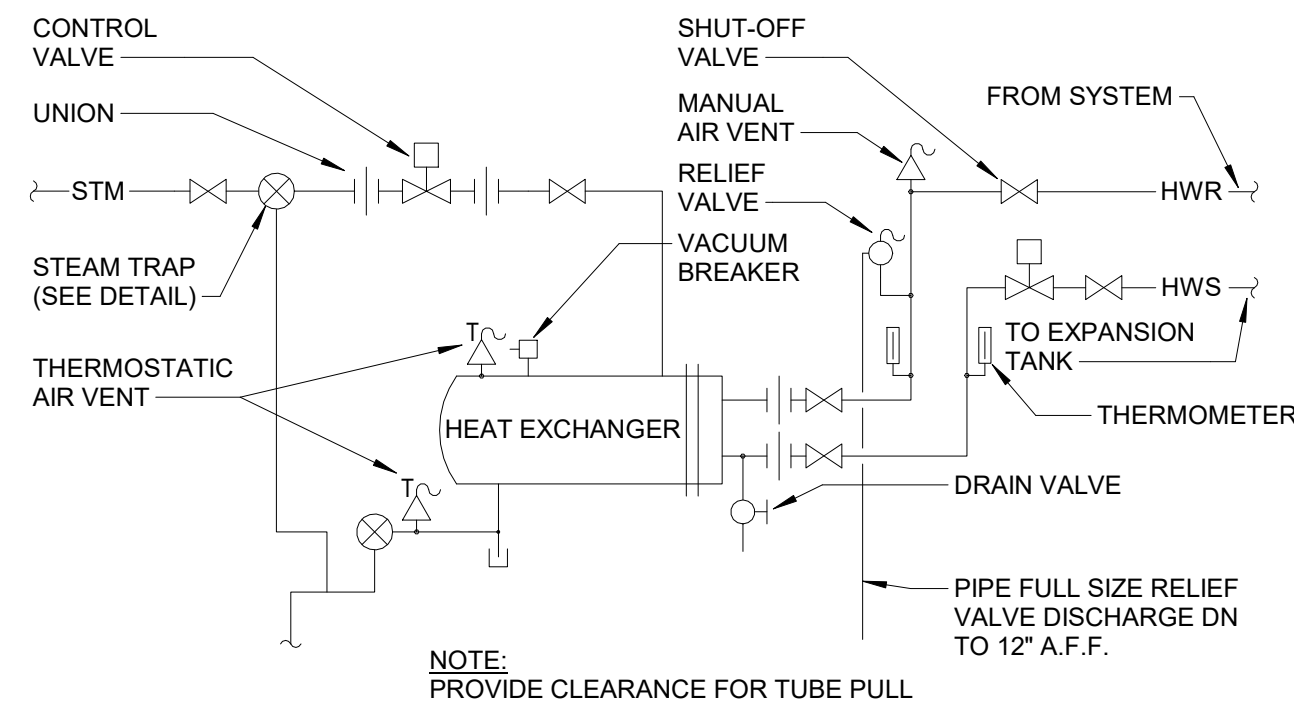 CONTROL
VALVE
UNION
STM
STEAM TRAP
(SEE DETAIL)
THERMOSTATIC
AIR VENT
T
T
HEAT EXCHANGER
SHUT-OFF
VALVE
MANUAL
AIR VENT
RELIEF
VALVE
VACUUM
BREAKER
FROM SYSTEM
HWR
HWS
TO EXPANSION
TANK
THERMOMETER
DRAIN VALVE
PIPE FULL SIZE RELIEF
VALVE DISCHARGE DN
TO 12" A.F.F.
NOTE:
PROVIDE CLEARANCE FOR TUBE PULL